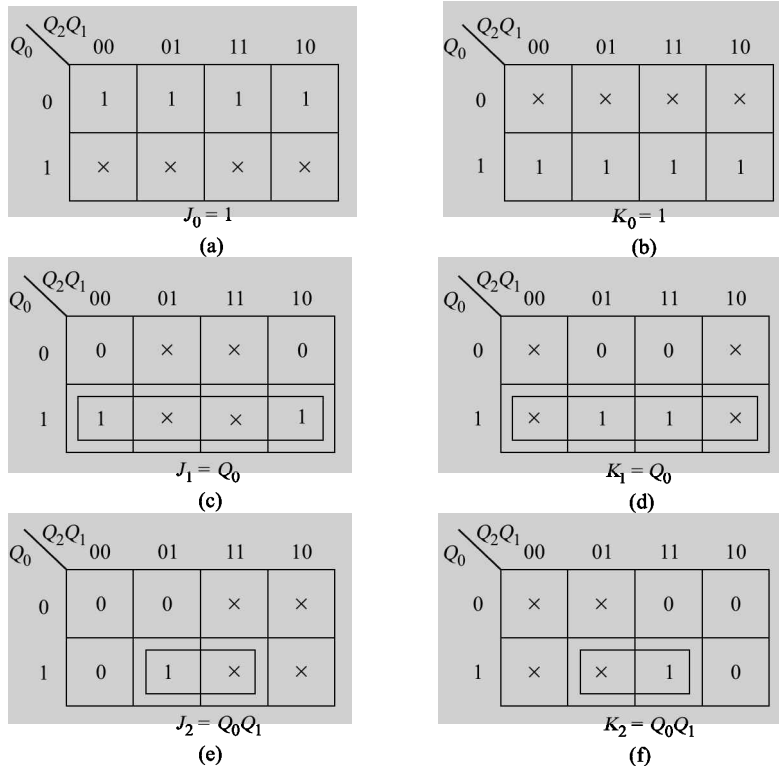 Q₂Q₁
Q₀ 00 01 11 10
0 1 1 1 1
1 × × × ×
J₀ = 1
(a)
Q₂Q₁
Q₀ 00 01 11 10
0 × × × ×
1 1 1 1 1
K₀ = 1
(b)
Q₂Q₁
Q₀ 00 01 11 10
0 0 × × 0
1 1 × × 1
J₁ = Q₀
(c)
Q₂Q₁
Q₀ 00 01 11 10
0 × 0 0 ×
1 × 1 1 ×
K₁ = Q₀
(d)
Q₂Q₁
Q₀ 00 01 11 10
0 0 0 × ×
1 0 1 × ×
J₂ = Q₀Q₁
(e)
Q₂Q₁
Q₀ 00 01 11 10
0 × × 0 0
1 × × 1 0
K₂ = Q₀Q₁
(f)